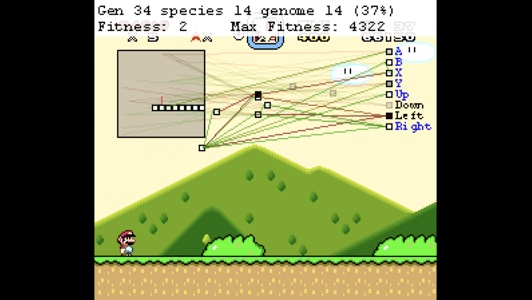 Gen 34 species 14 genome 14 (37%)
Fitness: 2 Max Fitness: 4322
A
B
X
Y
Up
Down
Left
Right